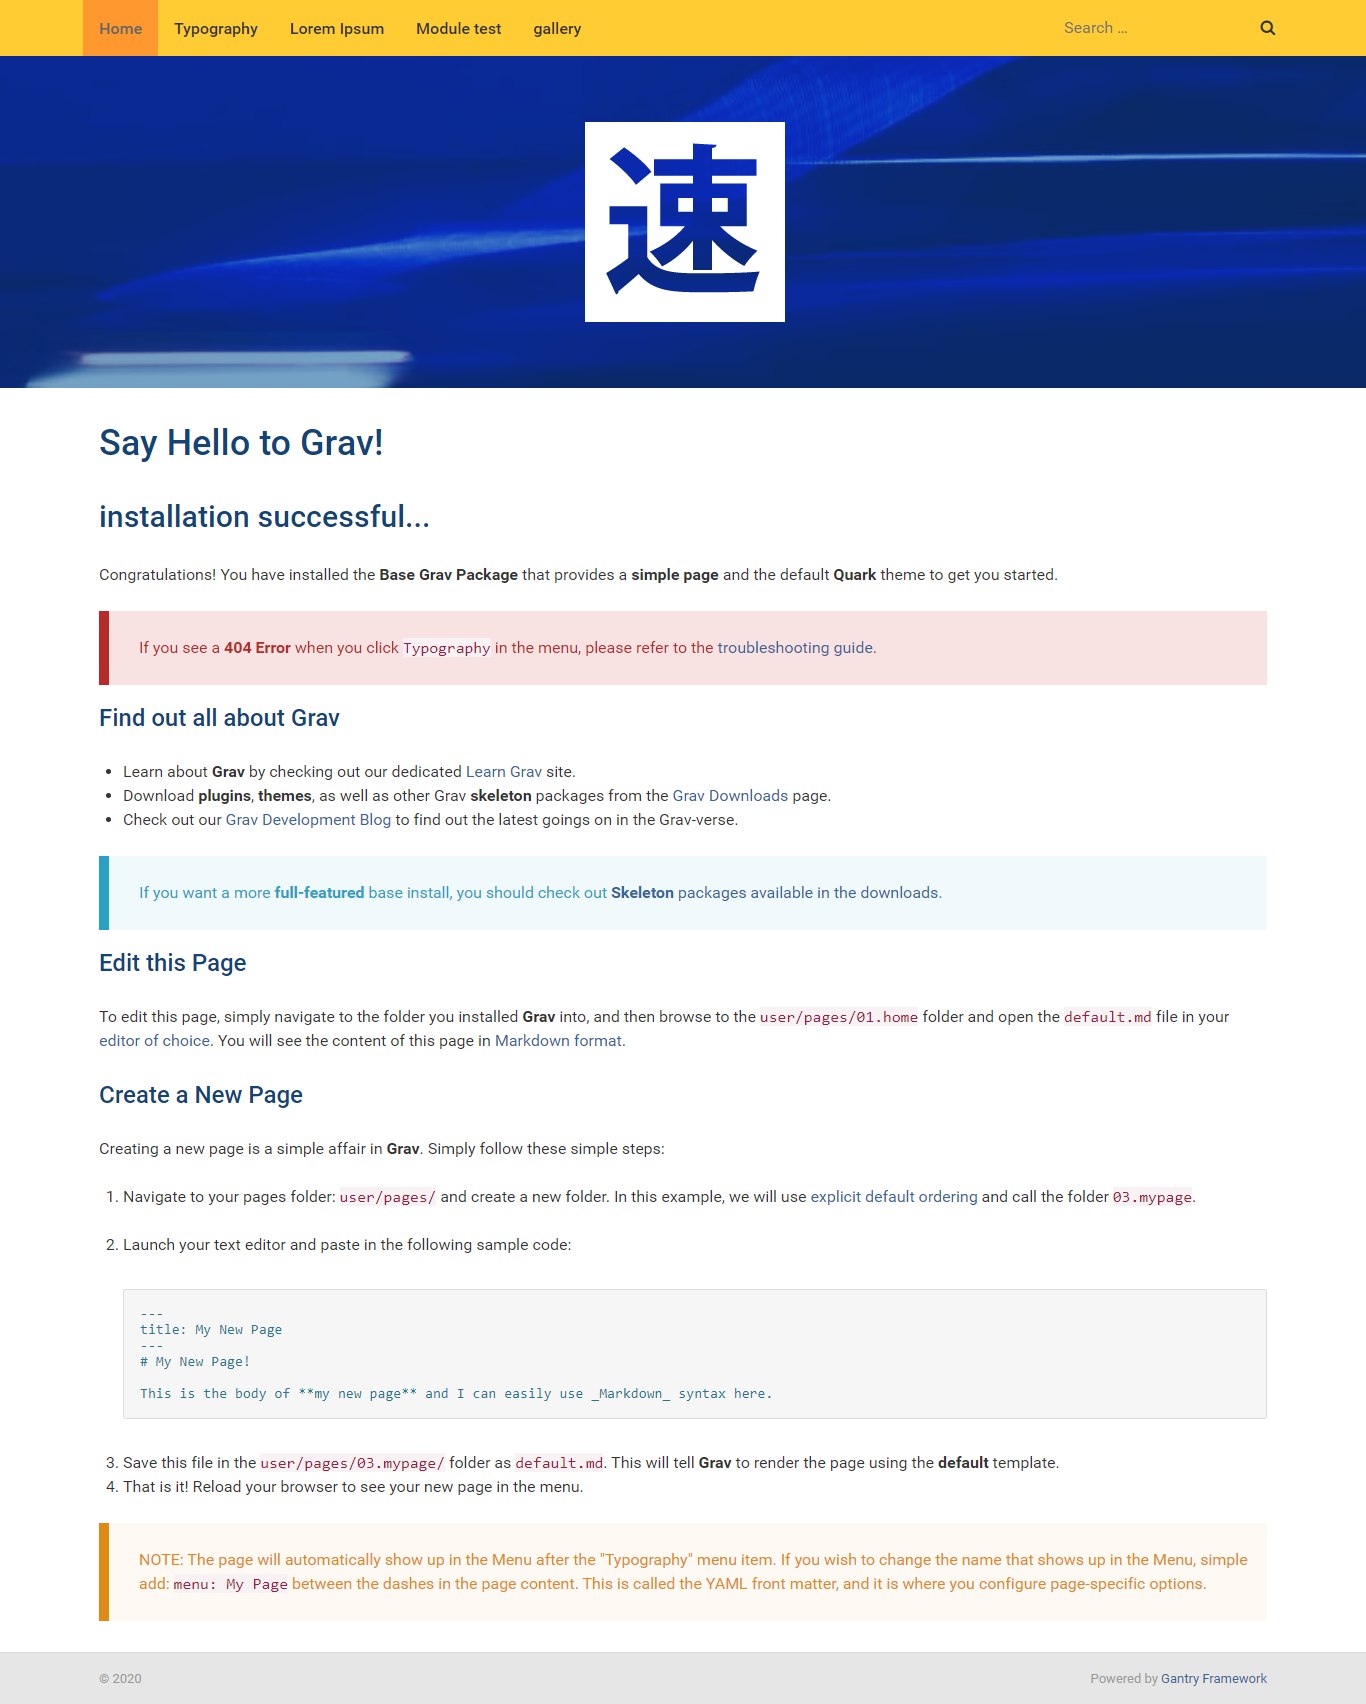 Home Typography Lorem Ipsum Module test gallery Search ...
速
Say Hello to Grav!
installation successful...
Congratulations! You have installed the Base Grav Package that provides a simple page and the default Quark theme to get you started.
If you see a 404 Error when you click Typography in the menu, please refer to the troubleshooting guide.
Find out all about Grav
• Learn about Grav by checking out our dedicated Learn Grav site.
• Download plugins, themes, as well as other Grav skeleton packages from the Grav Downloads page.
• Check out our Grav Development Blog to find out the latest goings on in the Grav-verse.
If you want a more full-featured base install, you should check out Skeleton packages available in the downloads.
Edit this Page
To edit this page, simply navigate to the folder you installed Grav into, and then browse to the user/pages/01.home folder and open the default.md file in your
editor of choice. You will see the content of this page in Markdown format.
Create a New Page
Creating a new page is a simple affair in Grav. Simply follow these simple steps:
1. Navigate to your pages folder: user/pages/ and create a new folder. In this example, we will use explicit default ordering and call the folder 03.mypage.
2. Launch your text editor and paste in the following sample code:
---
title: My New Page
---
# My New Page!
This is the body of **my new page** and I can easily use _Markdown_ syntax here.
3. Save this file in the user/pages/03.mypage/ folder as default.md. This will tell Grav to render the page using the default template.
4. That is it! Reload your browser to see your new page in the menu.
NOTE: The page will automatically show up in the Menu after the "Typography" menu item. If you wish to change the name that shows up in the Menu, simple
add: menu: My Page between the dashes in the page content. This is called the YAML front matter, and it is where you configure page-specific options.
© 2020 Powered by Gantry Framework